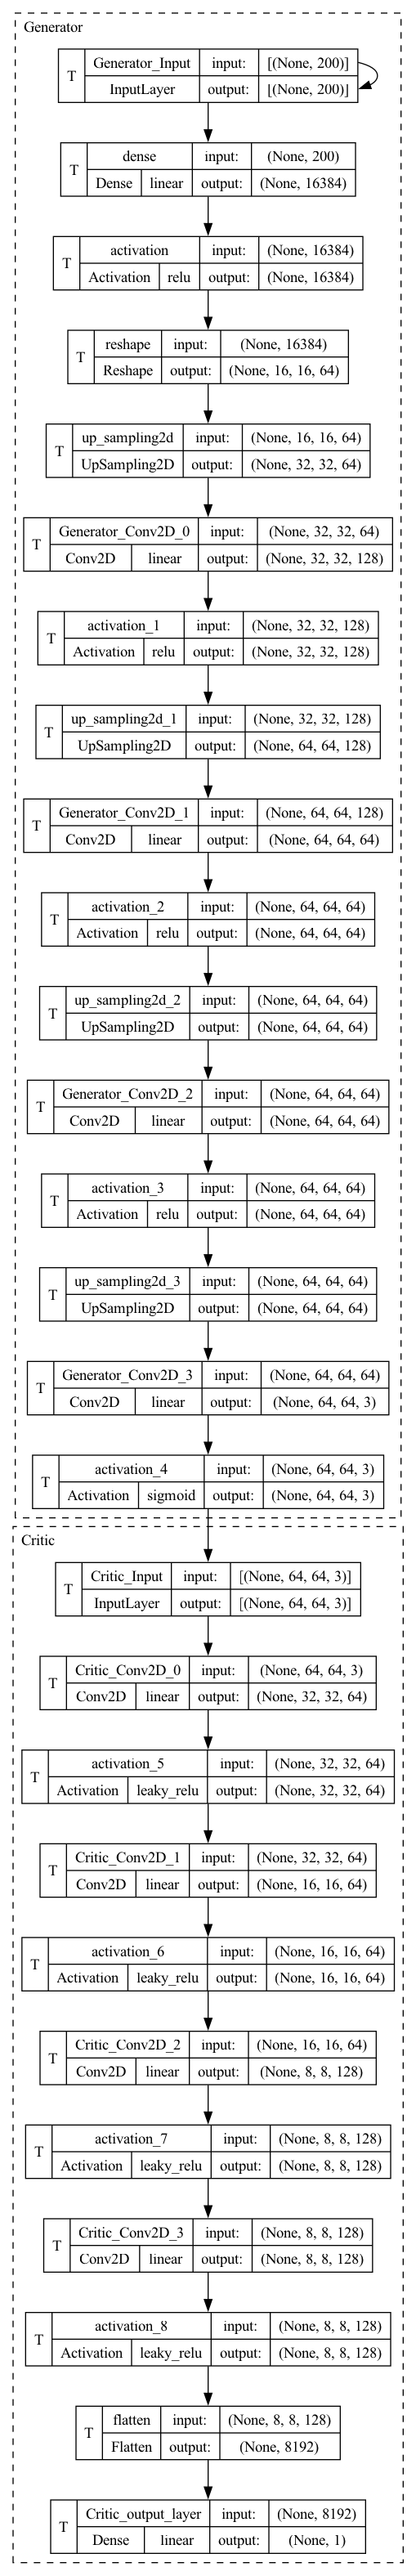 Generator
T Generator_Input input: [(None, 200)]
InputLayer output: [(None, 200)]
T dense input: (None, 200)
Dense linear output: (None, 16384)
T activation input: (None, 16384)
Activation relu output: (None, 16384)
T reshape input: (None, 16384)
Reshape output: (None, 16, 16, 64)
T up_sampling2d input: (None, 16, 16, 64)
UpSampling2D output: (None, 32, 32, 64)
T Generator_Conv2D_0 input: (None, 32, 32, 64)
Conv2D linear output: (None, 32, 32, 128)
T activation_1 input: (None, 32, 32, 128)
Activation relu output: (None, 32, 32, 128)
T up_sampling2d_1 input: (None, 32, 32, 128)
UpSampling2D output: (None, 64, 64, 128)
T Generator_Conv2D_1 input: (None, 64, 64, 128)
Conv2D linear output: (None, 64, 64, 64)
T activation_2 input: (None, 64, 64, 64)
Activation relu output: (None, 64, 64, 64)
T up_sampling2d_2 input: (None, 64, 64, 64)
UpSampling2D output: (None, 64, 64, 64)
T Generator_Conv2D_2 input: (None, 64, 64, 64)
Conv2D linear output: (None, 64, 64, 64)
T activation_3 input: (None, 64, 64, 64)
Activation relu output: (None, 64, 64, 64)
T up_sampling2d_3 input: (None, 64, 64, 64)
UpSampling2D output: (None, 64, 64, 64)
T Generator_Conv2D_3 input: (None, 64, 64, 64)
Conv2D linear output: (None, 64, 64, 3)
T activation_4 input: (None, 64, 64, 3)
Activation sigmoid output: (None, 64, 64, 3)
Critic
T Critic_Input input: [(None, 64, 64, 3)]
InputLayer output: [(None, 64, 64, 3)]
T Critic_Conv2D_0 input: (None, 64, 64, 3)
Conv2D linear output: (None, 32, 32, 64)
T activation_5 input: (None, 32, 32, 64)
Activation leaky_relu output: (None, 32, 32, 64)
T Critic_Conv2D_1 input: (None, 32, 32, 64)
Conv2D linear output: (None, 16, 16, 64)
T activation_6 input: (None, 16, 16, 64)
Activation leaky_relu output: (None, 16, 16, 64)
T Critic_Conv2D_2 input: (None, 16, 16, 64)
Conv2D linear output: (None, 8, 8, 128)
T activation_7 input: (None, 8, 8, 128)
Activation leaky_relu output: (None, 8, 8, 128)
T Critic_Conv2D_3 input: (None, 8, 8, 128)
Conv2D linear output: (None, 8, 8, 128)
T activation_8 input: (None, 8, 8, 128)
Activation leaky_relu output: (None, 8, 8, 128)
T flatten input: (None, 8, 8, 128)
Flatten output: (None, 8192)
T Critic_output_layer input: (None, 8192)
Dense linear output: (None, 1)